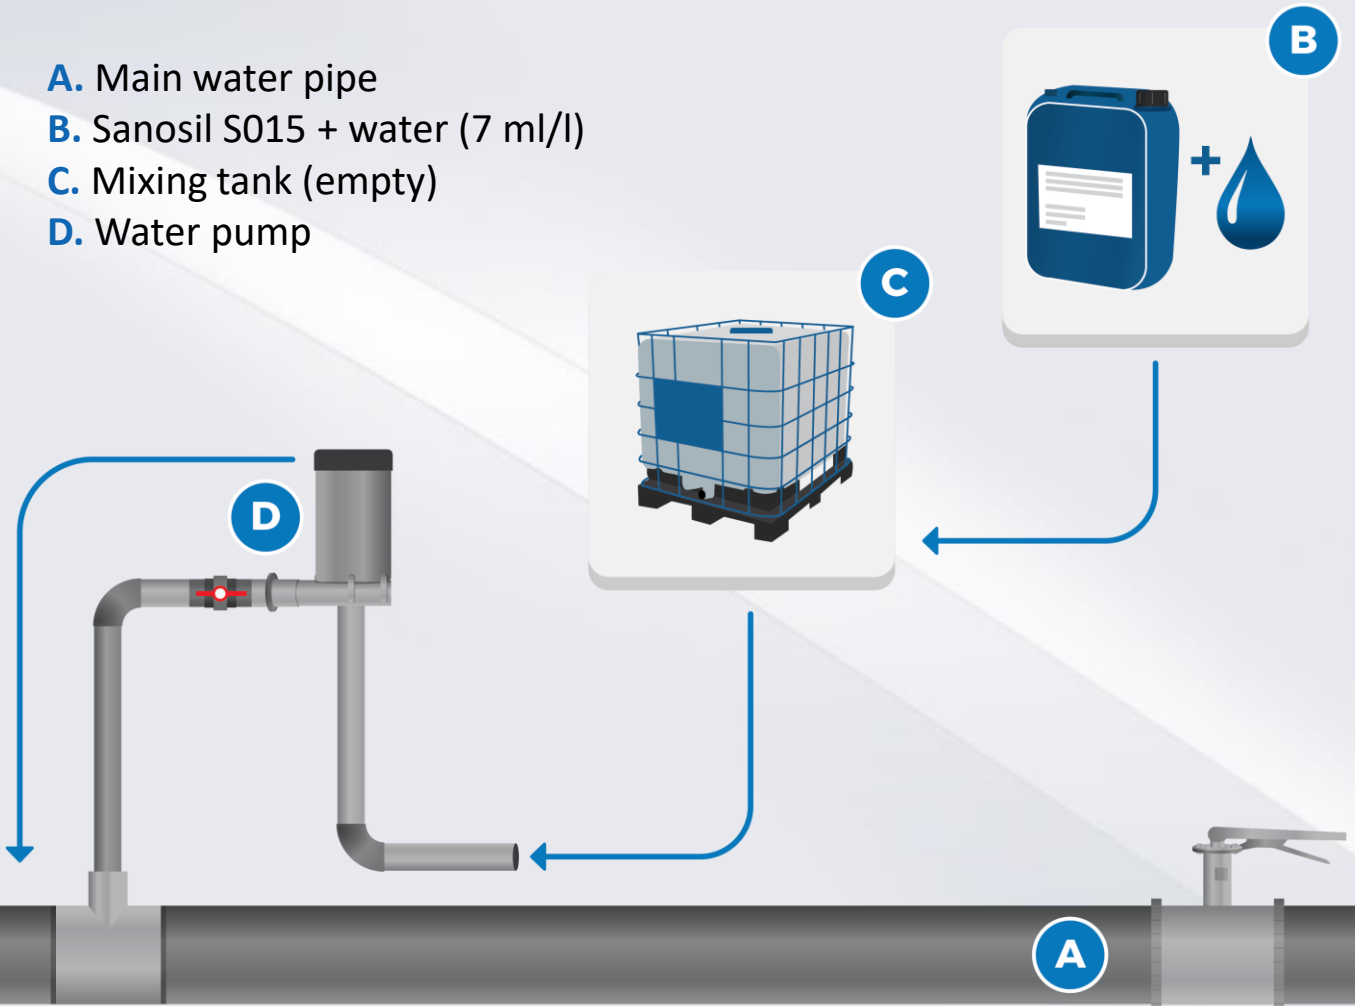 A. Main water pipe
B. Sanosil S015 + water (7 ml/l)
C. Mixing tank (empty)
D. Water pump
B
+
C
D
A